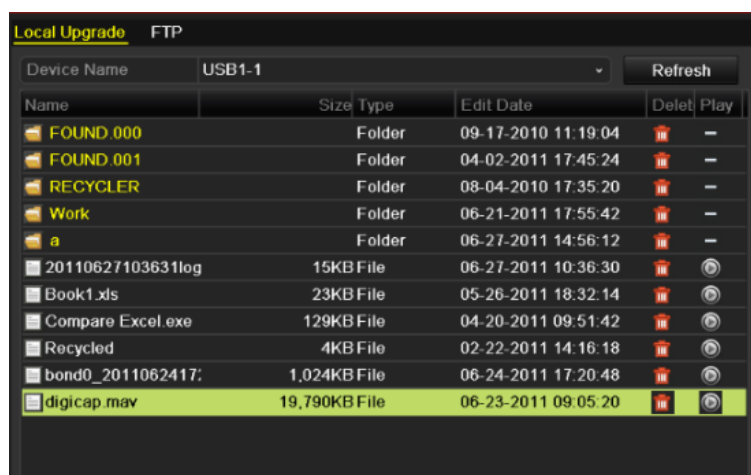 Local Upgrade FTP
Device Name USB1-1 Refresh
Name Size Type Edit Date Delet Play
FOUND.000 Folder 09-17-2010 11:19:04 –
FOUND.001 Folder 04-02-2011 17:45:24 –
RECYCLER Folder 08-04-2010 17:35:20 –
Work Folder 06-21-2011 17:55:42 –
a Folder 06-27-2011 14:56:12 –
20110627103631log 15KB File 06-27-2011 10:36:30
Book1.xls 23KB File 05-26-2011 18:32:14
Compare Excel.exe 129KB File 04-20-2011 09:51:42
Recycled 4KB File 02-22-2011 14:16:18
bond0_2011062417: 1,024KB File 06-24-2011 17:20:48
digicap.mav 19,790KB File 06-23-2011 09:05:20